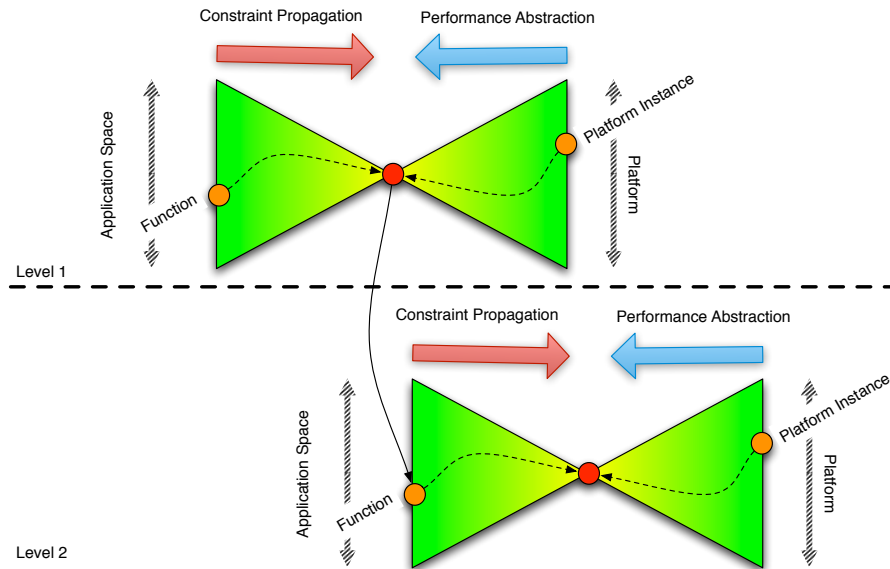 Constraint Propagation
Performance Abstraction
Application Space
Function
Platform Instance
Platform
Level 1
Constraint Propagation
Performance Abstraction
Application Space
Function
Platform Instance
Platform
Level 2